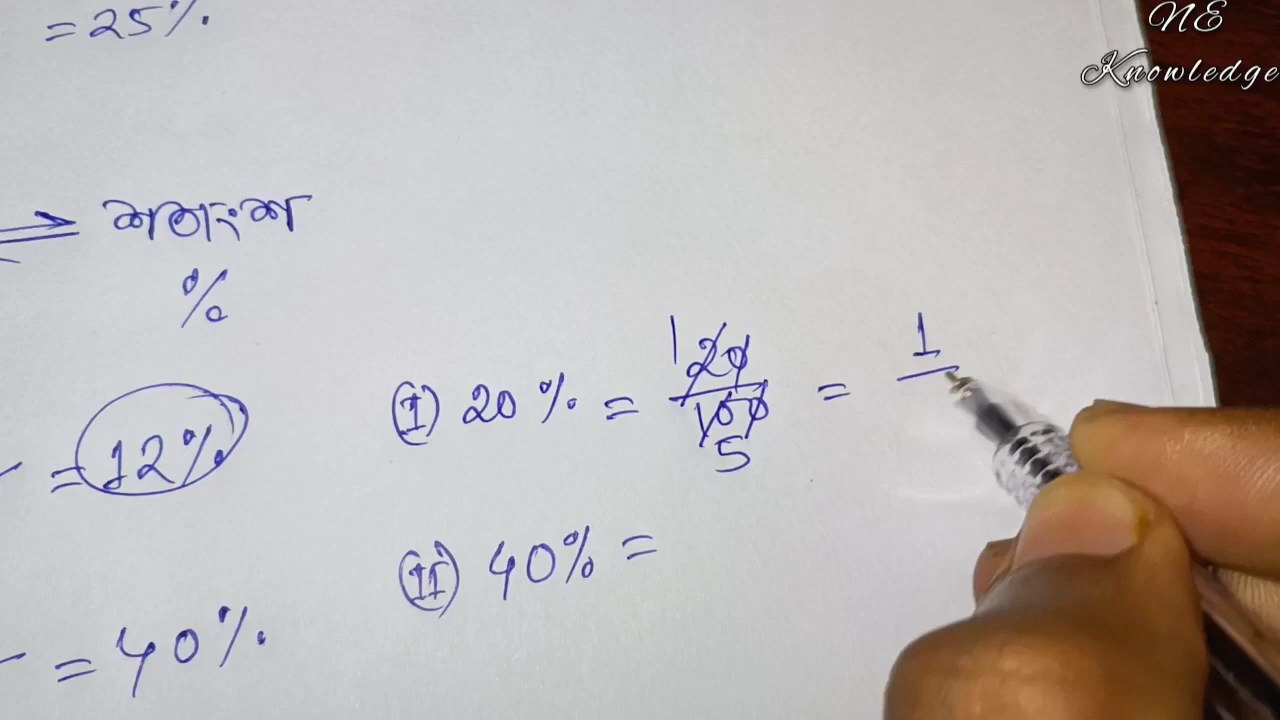 NE
Knowledge
= 25%
⇒ শতাংশ
%
= 12%
= 40%
(I) 20% = 20/100 = 1
1
5
(II) 40% =